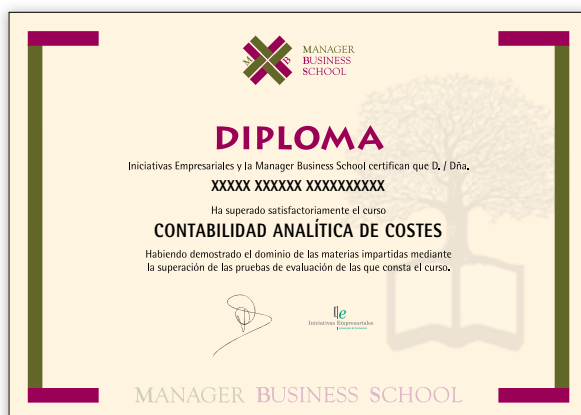 M B
MANAGER
BUSINESS
SCHOOL
DIPLOMA
Iniciativas Empresariales y la Manager Business School certifican que D. / Dña.
XXXXX XXXXXX XXXXXXXXXX
Ha superado satisfactoriamente el curso
CONTABILIDAD ANALÍTICA DE COSTES
Habiendo demostrado el dominio de las materias impartidas mediante
la superación de las pruebas de evaluación de las que consta el curso.
Ie
Iniciativas Empresariales
MANAGER BUSINESS SCHOOL